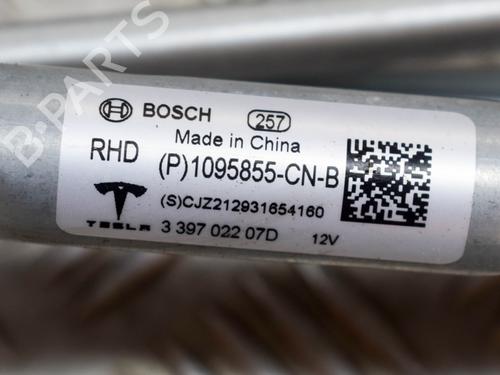 BOSCH 257
Made in China
RHD (P)1095855-CN-B
(S)CJZ212931654160
TESLA 3 397 022 07D 12V
B-PARTS